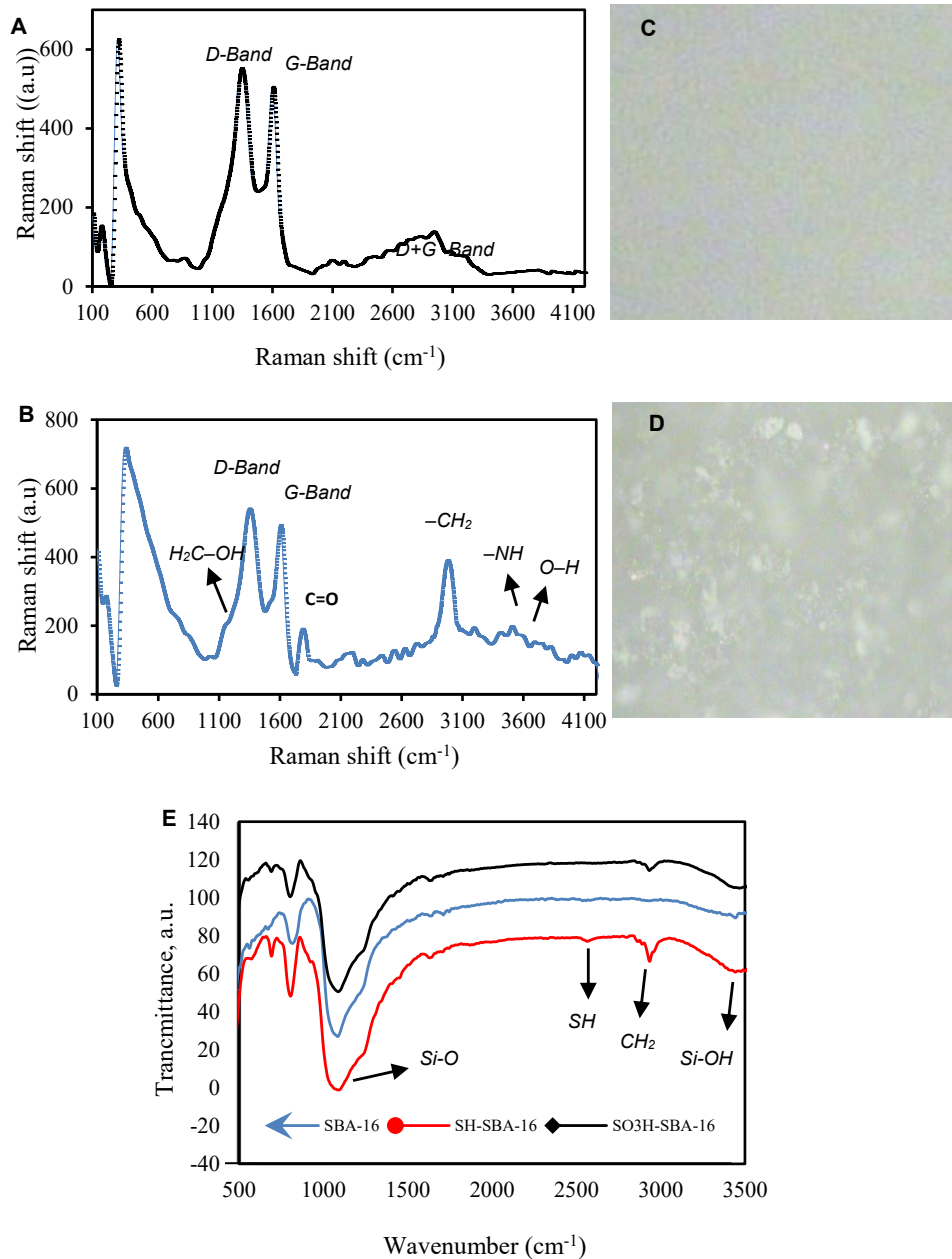 A
Raman shift ((a.u))
600
400
200
0
D-Band
G-Band
D+G Band
100 600 1100 1600 2100 2600 3100 3600 4100
Raman shift (cm-1)
C
B
Raman shift (a.u)
800
600
400
200
0
D-Band
G-Band
H2C–OH
C=O
–CH2
–NH
O–H
100 600 1100 1600 2100 2600 3100 3600 4100
Raman shift (cm-1)
D
E
Trancmittance, a.u.
140
120
100
80
60
40
20
0
-20
-40
Si-O
SH
CH2
Si-OH
SBA-16 SH-SBA-16 SO3H-SBA-16
500 1000 1500 2000 2500 3000 3500
Wavenumber (cm-1)